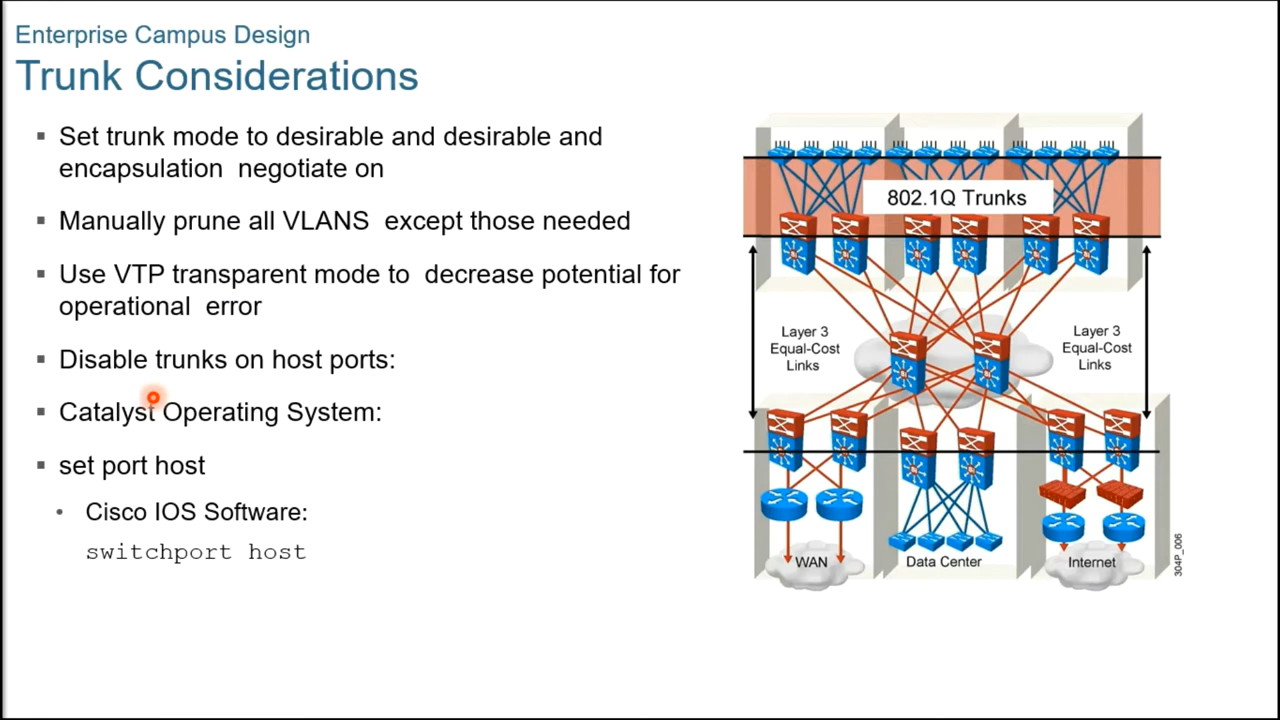 Enterprise Campus Design
Trunk Considerations
▪ Set trunk mode to desirable and desirable and
encapsulation negotiate on
▪ Manually prune all VLANS except those needed
▪ Use VTP transparent mode to decrease potential for
operational error
▪ Disable trunks on host ports:
▪ Catalyst Operating System:
▪ set port host
• Cisco IOS Software:
switchport host
802.1Q Trunks
Layer 3
Equal-Cost
Links
Layer 3
Equal-Cost
Links
WAN
Data Center
Internet
304P_006